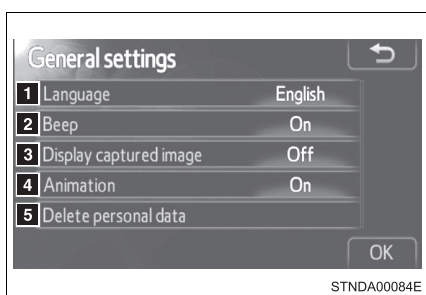 General settings
1 Language English
2 Beep On
3 Display captured image Off
4 Animation On
5 Delete personal data
OK
STNDA00084E